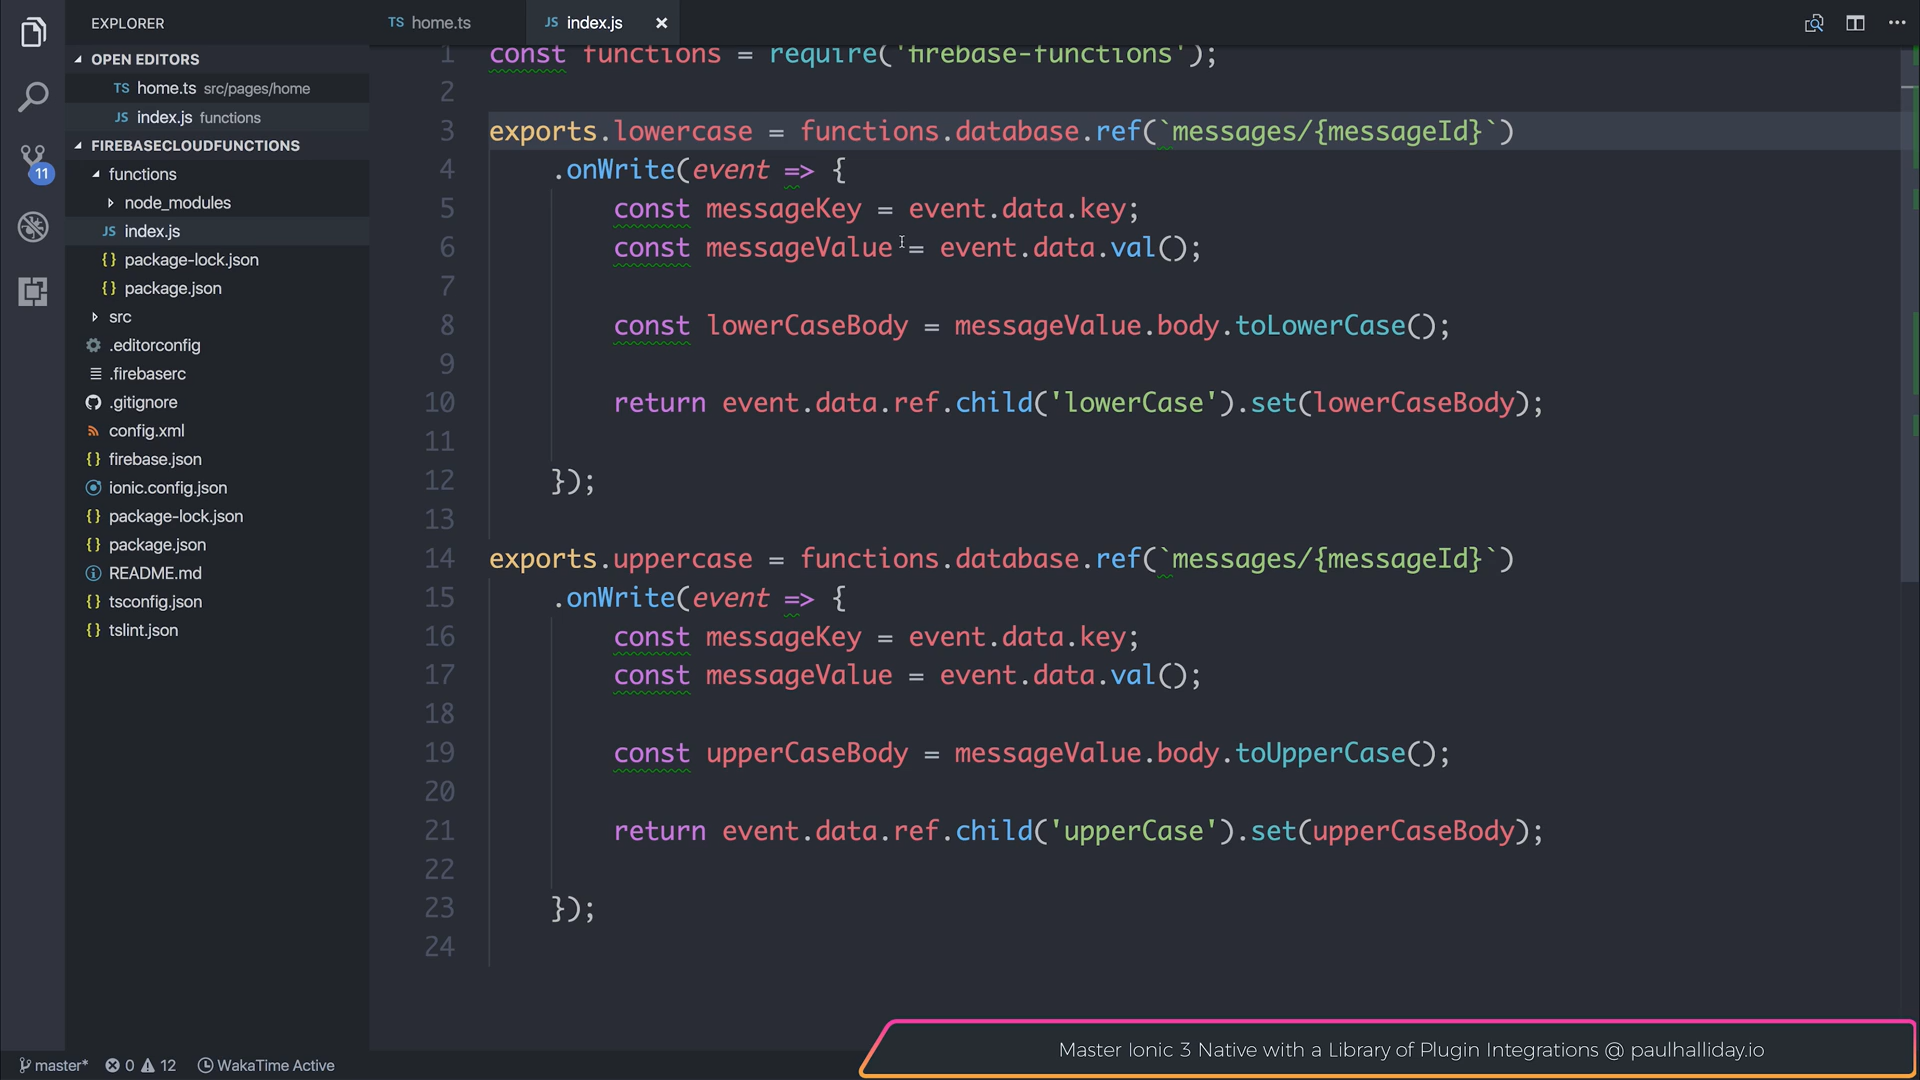 EXPLORER
OPEN EDITORS
TS home.ts src/pages/home
JS index.js functions
FIREBASECLOUDFUNCTIONS
functions
node_modules
JS index.js
{} package-lock.json
{} package.json
src
.editorconfig
.firebaserc
.gitignore
config.xml
{} firebase.json
ionic.config.json
{} package-lock.json
{} package.json
README.md
{} tsconfig.json
{} tslint.json
11
TS home.ts
JS index.js
1 const functions = require('firebase-functions');
2
3 exports.lowercase = functions.database.ref(`messages/{messageId}`)
4 .onWrite(event => {
5 const messageKey = event.data.key;
6 const messageValue = event.data.val();
7
8 const lowerCaseBody = messageValue.body.toLowerCase();
9
10 return event.data.ref.child('lowerCase').set(lowerCaseBody);
11
12 });
13
14 exports.uppercase = functions.database.ref(`messages/{messageId}`)
15 .onWrite(event => {
16 const messageKey = event.data.key;
17 const messageValue = event.data.val();
18
19 const upperCaseBody = messageValue.body.toUpperCase();
20
21 return event.data.ref.child('upperCase').set(upperCaseBody);
22
23 });
24
Master Ionic 3 Native with a Library of Plugin Integrations @ paulhalliday.io
master* 0 12 WakaTime Active